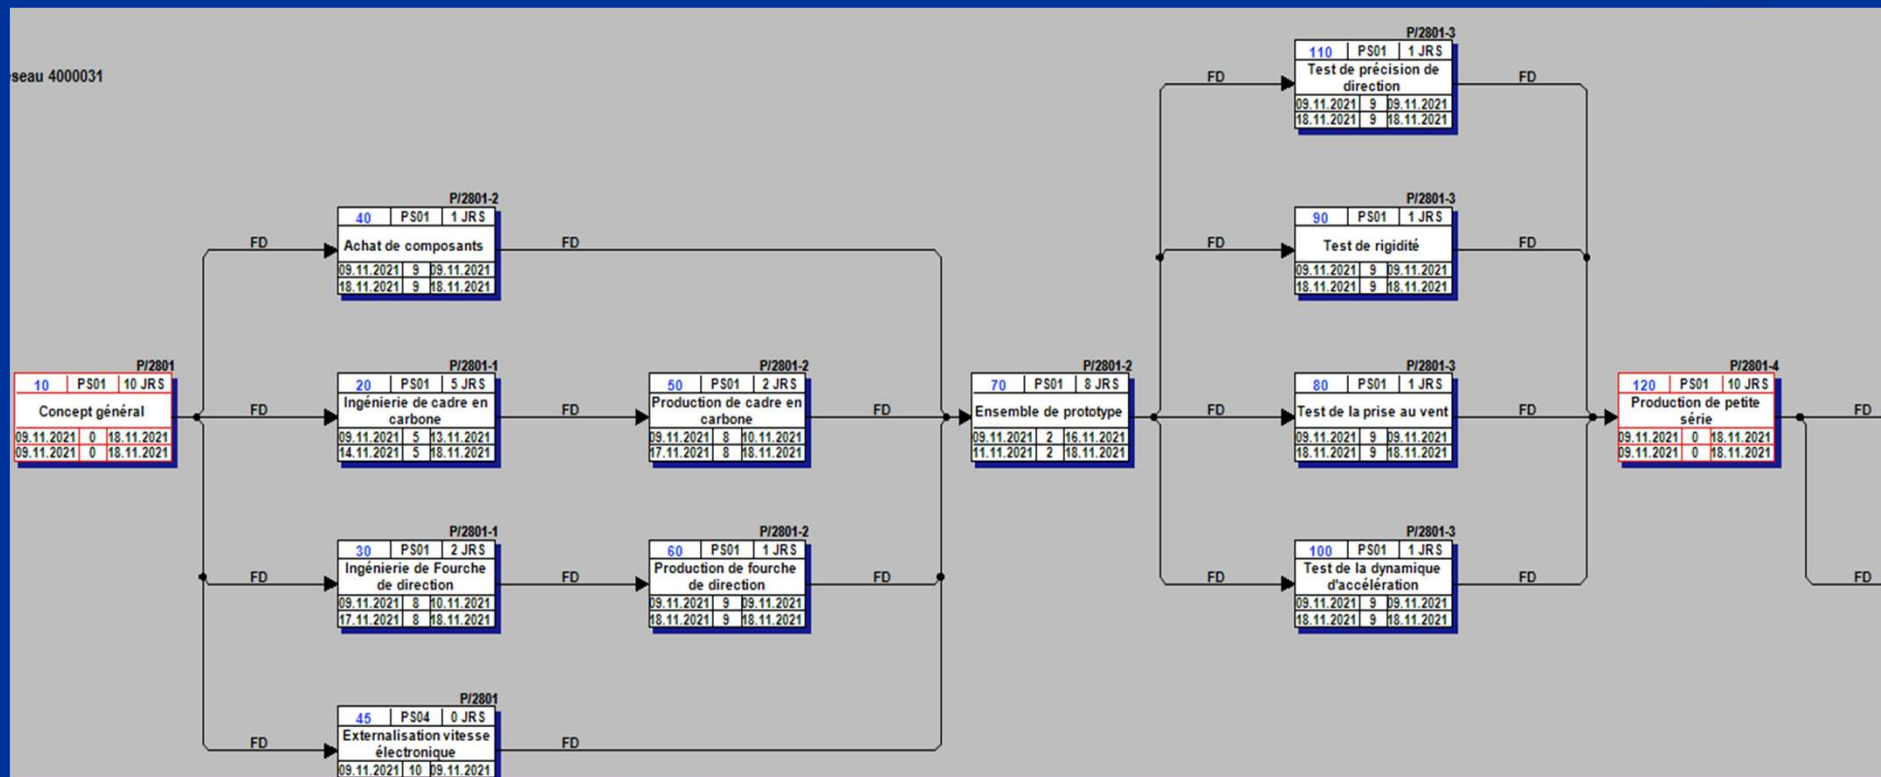 seau 4000031
P/2801
10 PS01 10 JRS
Concept général
09.11.2021 0 18.11.2021
09.11.2021 0 18.11.2021
FD
FD
FD
FD
P/2801-2
40 PS01 1 JRS
Achat de composants
09.11.2021 9 09.11.2021
18.11.2021 9 18.11.2021
FD
P/2801-1
20 PS01 5 JRS
Ingénierie de cadre en
carbone
09.11.2021 5 13.11.2021
14.11.2021 5 18.11.2021
FD
P/2801-1
30 PS01 2 JRS
Ingénierie de Fourche
de direction
09.11.2021 8 10.11.2021
17.11.2021 8 18.11.2021
FD
P/2801
45 PS04 0 JRS
Externalisation vitesse
électronique
09.11.2021 10 09.11.2021
FD
P/2801-2
50 PS01 2 JRS
Production de cadre en
carbone
09.11.2021 8 10.11.2021
17.11.2021 8 18.11.2021
FD
P/2801-2
60 PS01 1 JRS
Production de fourche
de direction
09.11.2021 9 09.11.2021
18.11.2021 9 18.11.2021
FD
P/2801-2
70 PS01 8 JRS
Ensemble de prototype
09.11.2021 2 16.11.2021
11.11.2021 2 18.11.2021
FD
FD
FD
FD
P/2801-3
110 PS01 1 JRS
Test de précision de
direction
09.11.2021 9 09.11.2021
18.11.2021 9 18.11.2021
FD
P/2801-3
90 PS01 1 JRS
Test de rigidité
09.11.2021 9 09.11.2021
18.11.2021 9 18.11.2021
FD
P/2801-3
80 PS01 1 JRS
Test de la prise au vent
09.11.2021 9 09.11.2021
18.11.2021 9 18.11.2021
FD
P/2801-3
100 PS01 1 JRS
Test de la dynamique
d'accélération
09.11.2021 9 09.11.2021
18.11.2021 9 18.11.2021
FD
P/2801-4
120 PS01 10 JRS
Production de petite
série
09.11.2021 0 18.11.2021
09.11.2021 0 18.11.2021
FD
FD